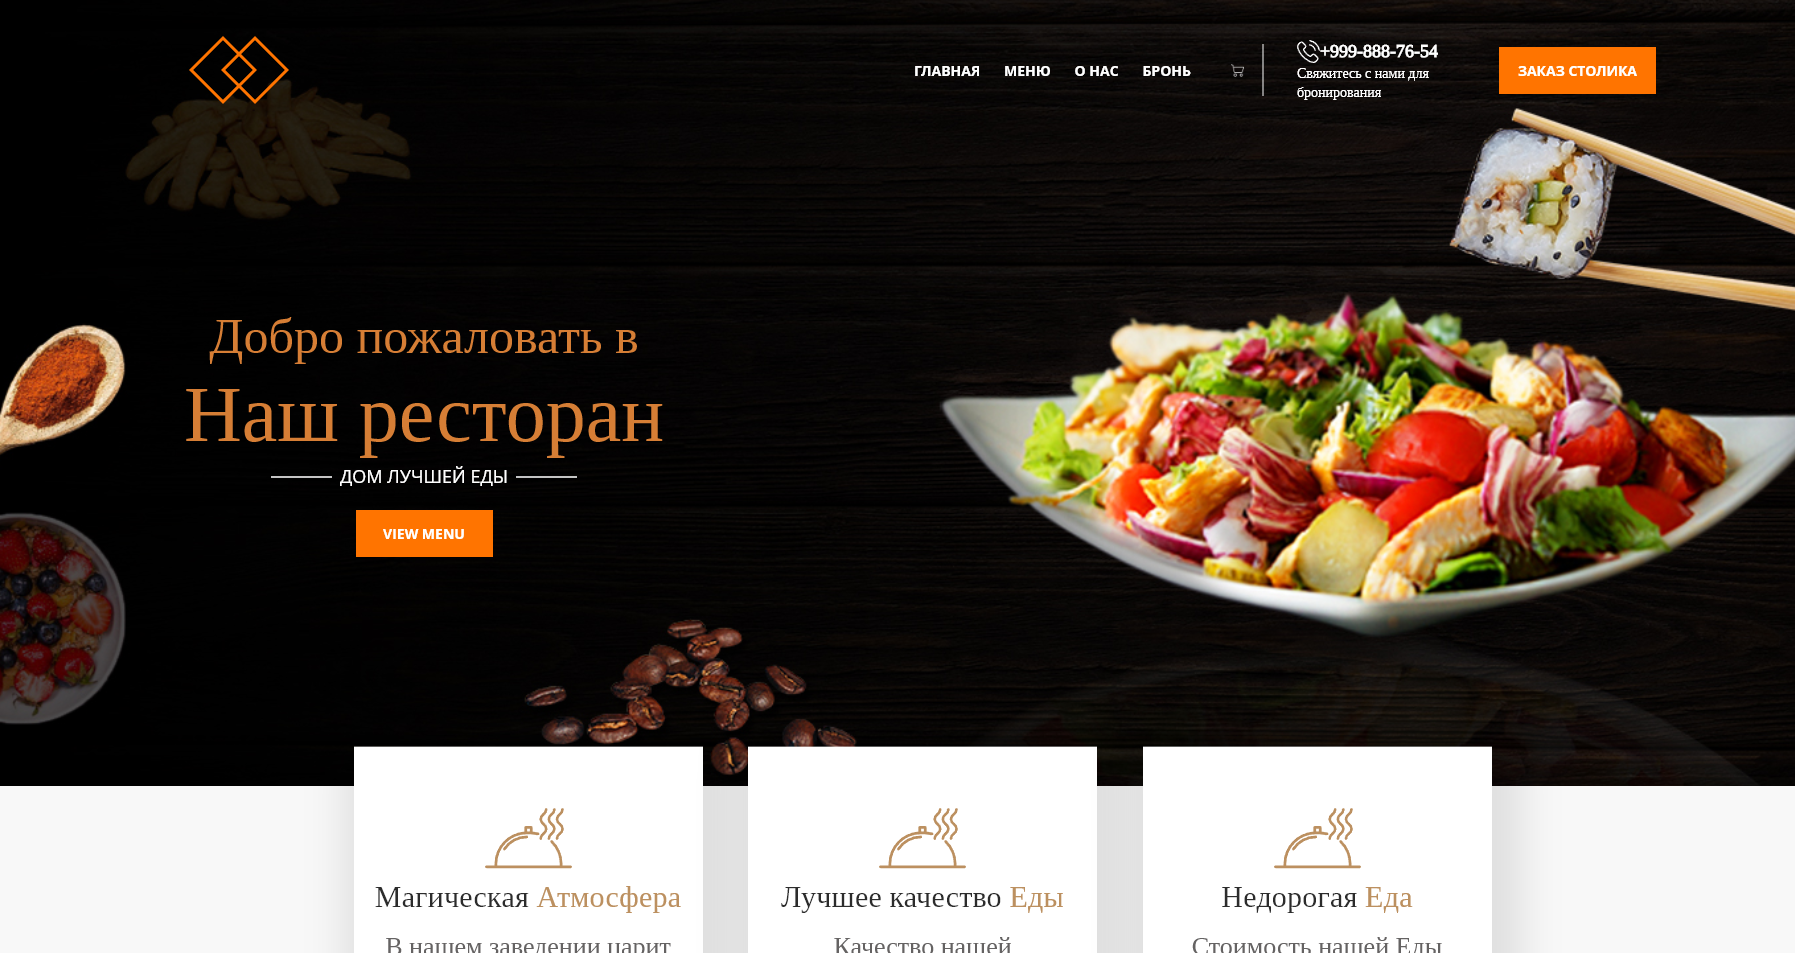 ГЛАВНАЯ МЕНЮ О НАС БРОНЬ
+999-888-76-54
Свяжитесь с нами для
бронирования
ЗАКАЗ СТОЛИКА
Добро пожаловать в
Наш ресторан
ДОМ ЛУЧШЕЙ ЕДЫ
VIEW MENU
Магическая Атмосфера
В нашем заведении царит
Лучшее качество Еды
Качество нашей
Недорогая Еда
Стоимость нашей Еды